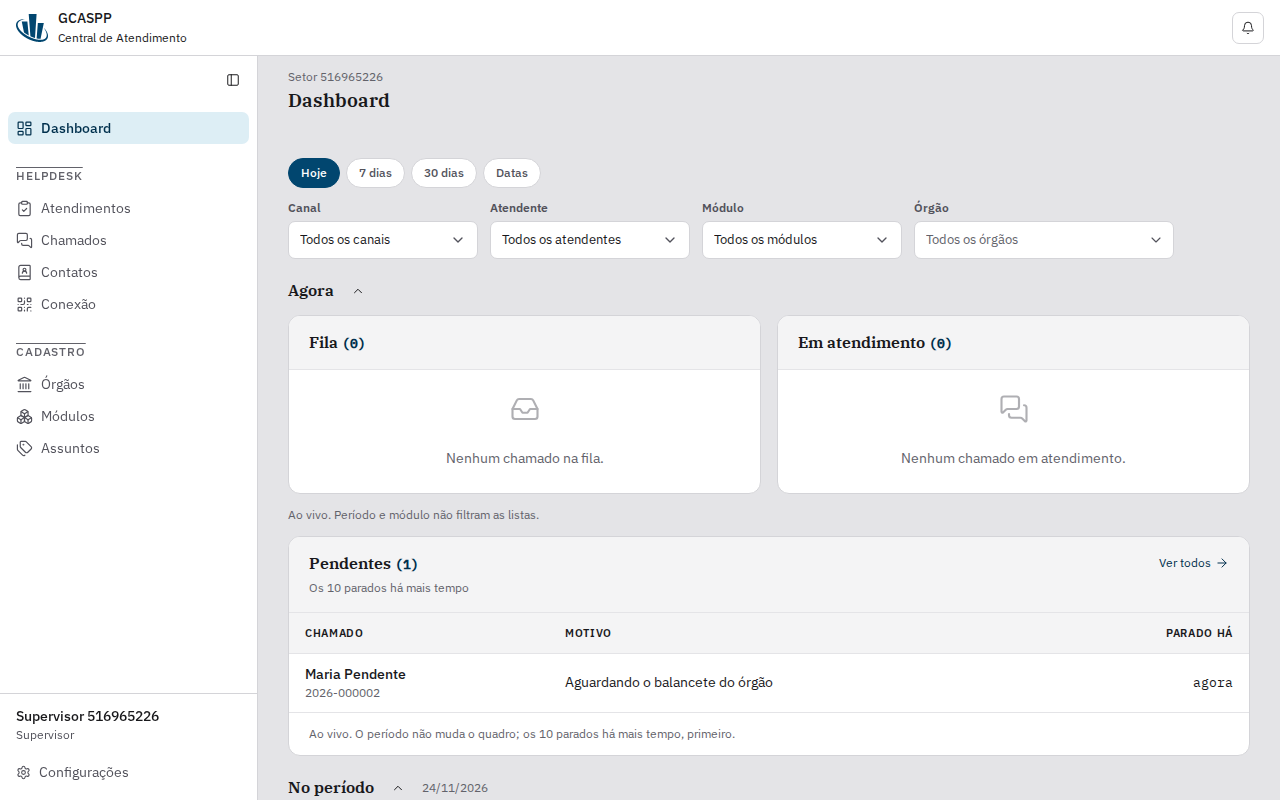 GCASPP
Central de Atendimento
Dashboard
HELPDESK
Atendimentos
Chamados
Contatos
Conexão
CADASTRO
Órgãos
Módulos
Assuntos
Supervisor 516965226
Supervisor
Configurações
Setor 516965226
Dashboard
Hoje 7 dias 30 dias Datas
Canal Atendente Módulo Órgão
Todos os canais Todos os atendentes Todos os módulos Todos os órgãos
Agora
Fila (0)
Nenhum chamado na fila.
Em atendimento (0)
Nenhum chamado em atendimento.
Ao vivo. Período e módulo não filtram as listas.
Pendentes (1)
Ver todos
Os 10 parados há mais tempo
CHAMADO MOTIVO PARADO HÁ
Maria Pendente
2026-000002
Aguardando o balancete do órgão
agora
Ao vivo. O período não muda o quadro; os 10 parados há mais tempo, primeiro.
No período 24/11/2026